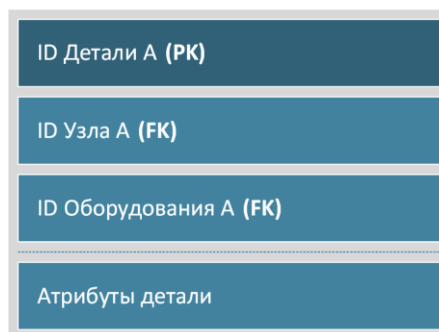 ID Детали А (PK)
ID Узла А (FK)
ID Оборудования А (FK)
Атрибуты детали